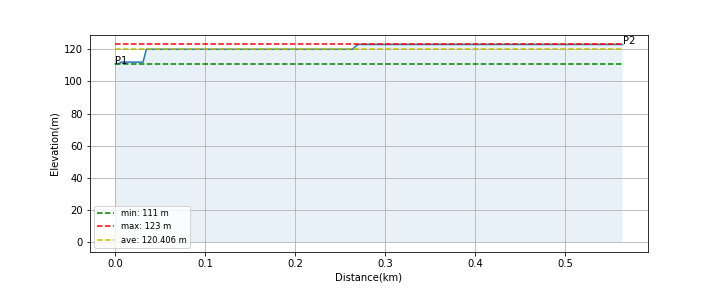 P2
120
P1
100
80
60
40
20
0
Elevation(m)
min: 111 m
max: 123 m
ave: 120.406 m
0.0 0.1 0.2 0.3 0.4 0.5
Distance(km)